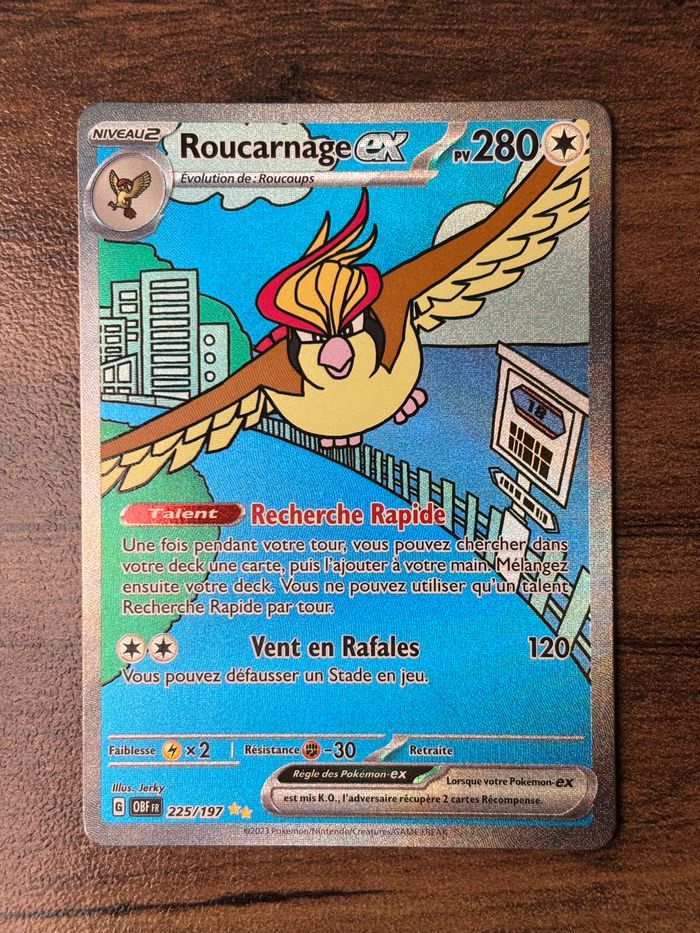 NIVEAU 2
Roucarnage ex
PV 280
Évolution de : Roucoups
18
Talent Recherche Rapide
Une fois pendant votre tour, vous pouvez chercher dans
votre deck une carte, puis l'ajouter à votre main. Mélangez
ensuite votre deck. Vous ne pouvez utiliser qu'un talent
Recherche Rapide par tour.
Vent en Rafales 120
Vous pouvez défausser un Stade en jeu.
Faiblesse ×2 Résistance -30 Retraite
Règle des Pokémon-ex Lorsque votre Pokémon-ex
est mis K.O., l'adversaire récupère 2 cartes Récompense.
Illus. Jerky
G OBF FR 225/197
©2023 Pokémon/Nintendo/Creatures/GAME FREAK